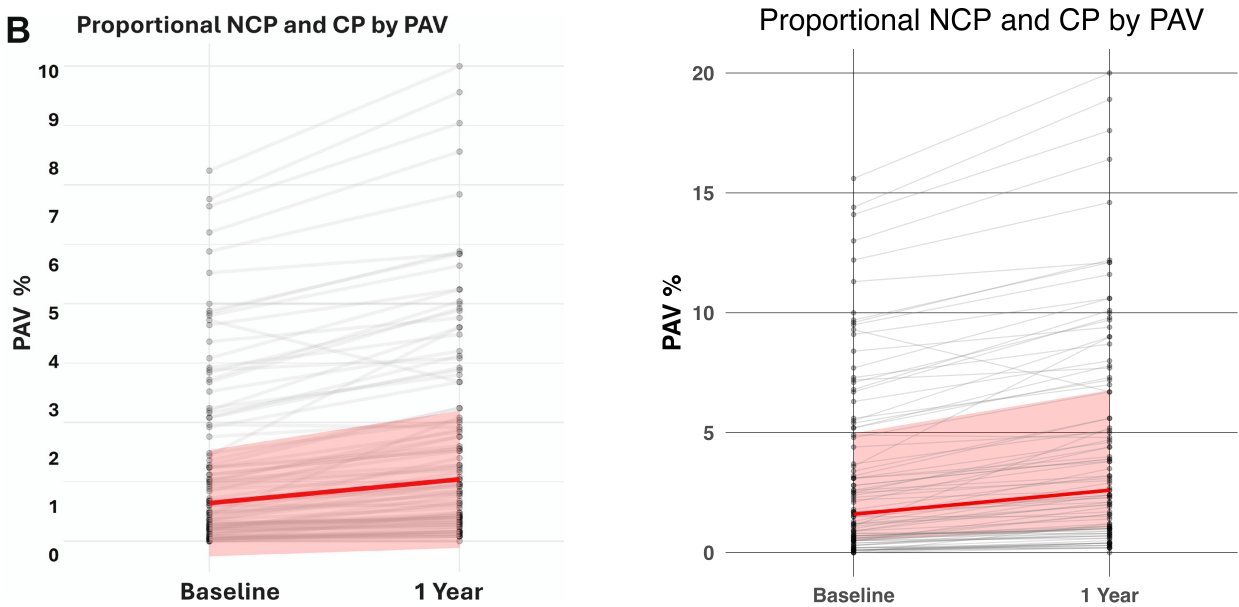 B
Proportional NCP and CP by PAV
10
9
8
7
6
5
4
3
2
1
0
PAV %
Baseline
1 Year
Proportional NCP and CP by PAV
20
15
10
5
0
PAV %
Baseline
1 Year